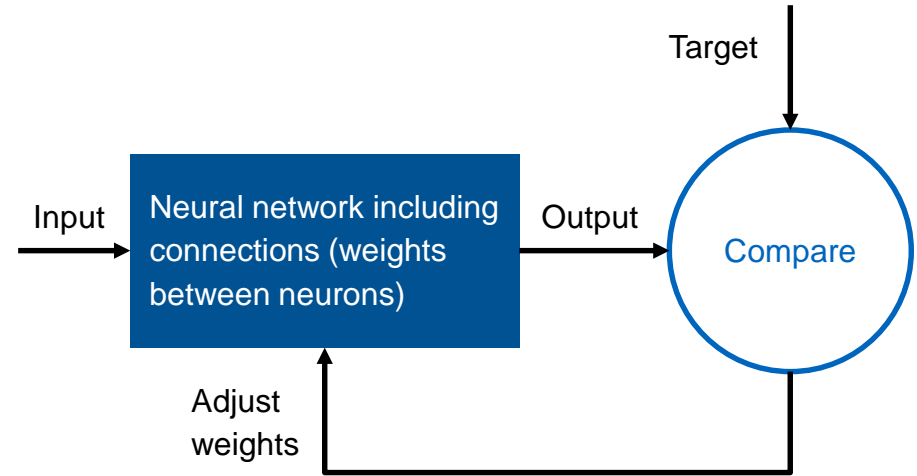 Target
Input
Neural network including
connections (weights
between neurons)
Output
Compare
Adjust
weights